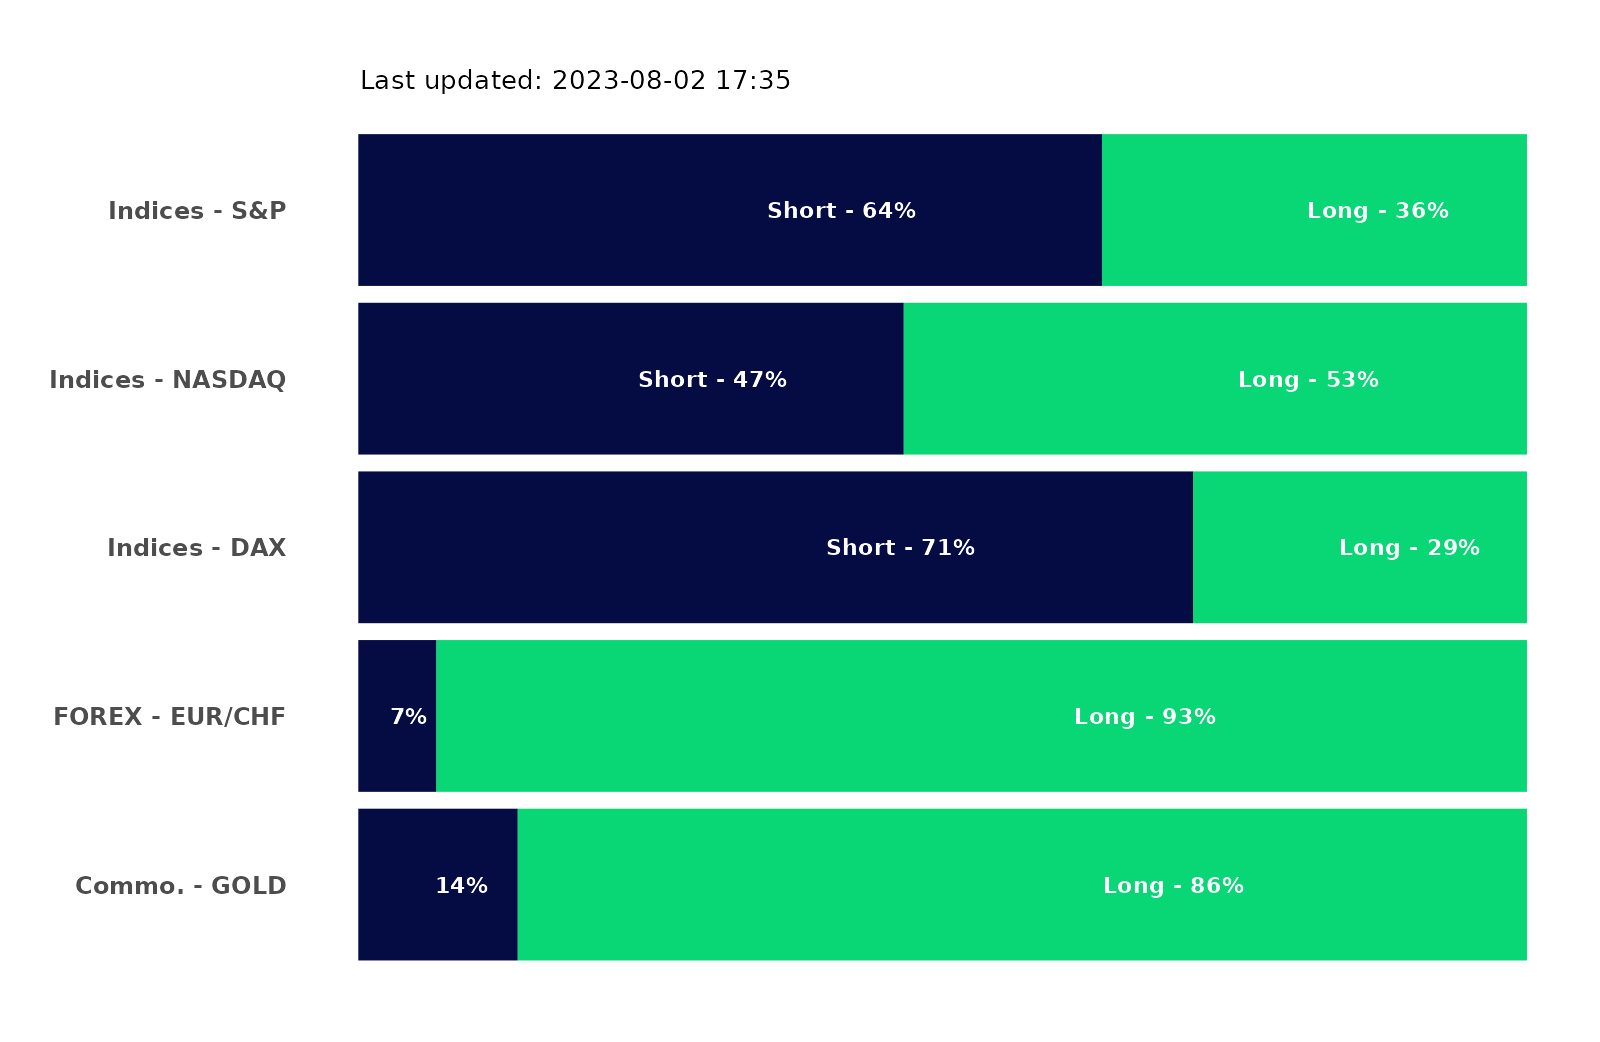 Last updated: 2023-08-02 17:35
Indices - S&P Short - 64% Long - 36%
Indices - NASDAQ Short - 47% Long - 53%
Indices - DAX Short - 71% Long - 29%
FOREX - EUR/CHF 7% Long - 93%
Commo. - GOLD 14% Long - 86%